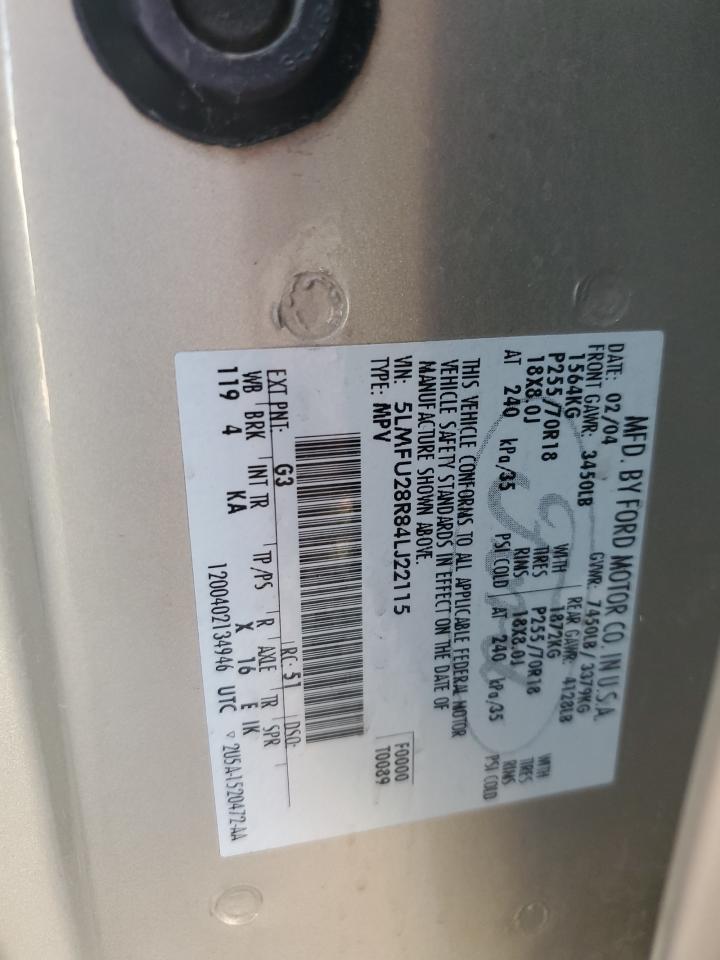 MFD. BY FORD MOTOR CO. IN U.S.A.
DATE: 02/04 GVWR: 7450LB / 3379KG
FRONT GAWR: 3450LB REAR GAWR: 4128LB
1564KG WITH 1872KG WITH
P255/70R18 TIRES P255/70R18 TIRES
18X8.0J RIMS 18X8.0J RIMS
AT 240 kPa/35 PSI COLD AT 240 kPa/35 PSI COLD
THIS VEHICLE CONFORMS TO ALL APPLICABLE FEDERAL MOTOR
VEHICLE SAFETY STANDARDS IN EFFECT ON THE DATE OF
MANUFACTURE SHOWN ABOVE.
VIN: 5LMFU28R84LJ22115 F0000
TYPE: MPV T0089
EXT PNT: G3 RC: 51 DSO:
WB BRK INT TR TP/PS R AXLE TR SPR
119 4 KA X 16 E IK
1200402134946 UTC ▽ 2U5A-1520472-AA